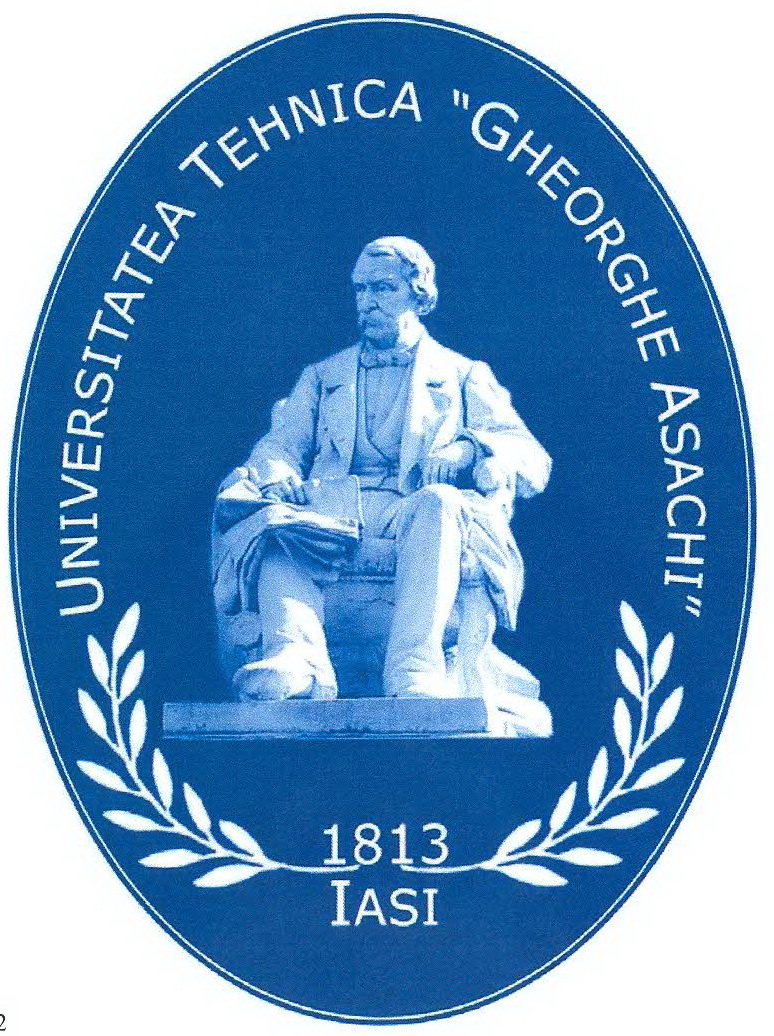 UNIVERSITATEA TEHNICA "GHEORGHE ASACHI"
1813
IASI
2